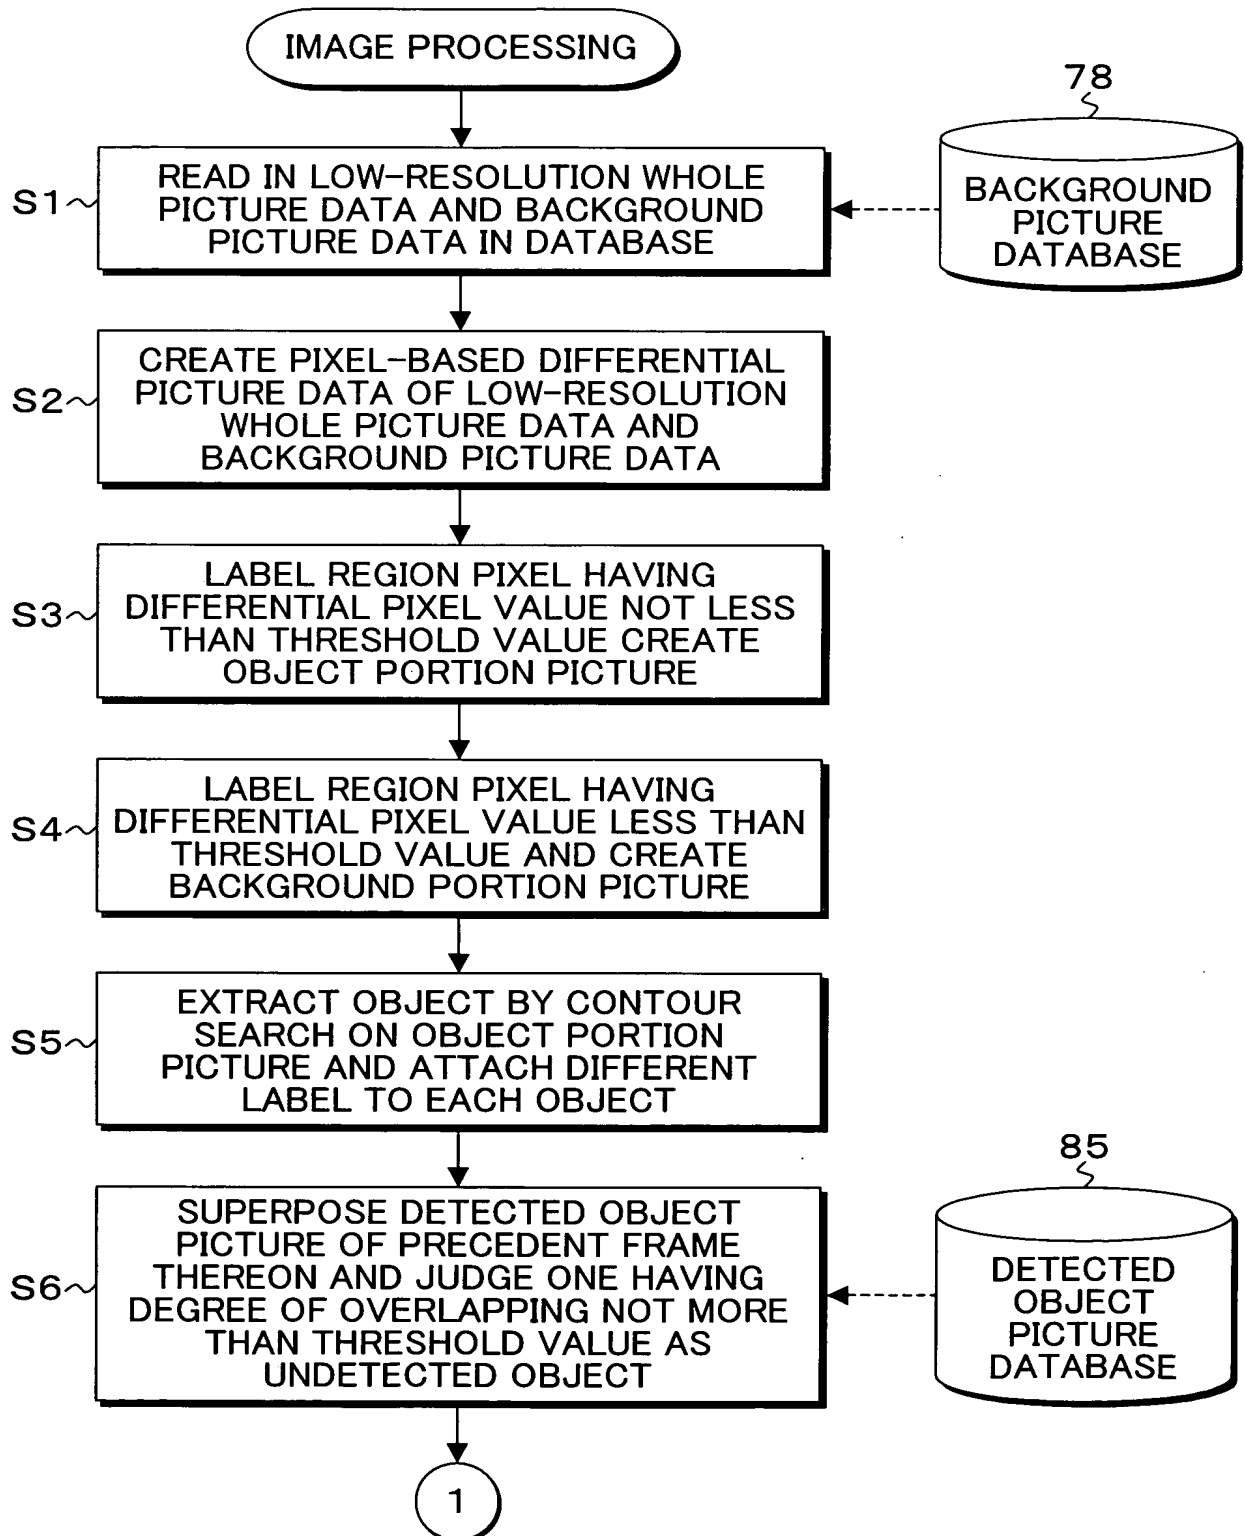 IMAGE PROCESSING
78
S1
READ IN LOW-RESOLUTION WHOLE
PICTURE DATA AND BACKGROUND
PICTURE DATA IN DATABASE
BACKGROUND
PICTURE
DATABASE
S2
CREATE PIXEL-BASED DIFFERENTIAL
PICTURE DATA OF LOW-RESOLUTION
WHOLE PICTURE DATA AND
BACKGROUND PICTURE DATA
S3
LABEL REGION PIXEL HAVING
DIFFERENTIAL PIXEL VALUE NOT LESS
THAN THRESHOLD VALUE CREATE
OBJECT PORTION PICTURE
S4
LABEL REGION PIXEL HAVING
DIFFERENTIAL PIXEL VALUE LESS THAN
THRESHOLD VALUE AND CREATE
BACKGROUND PORTION PICTURE
S5
EXTRACT OBJECT BY CONTOUR
SEARCH ON OBJECT PORTION
PICTURE AND ATTACH DIFFERENT
LABEL TO EACH OBJECT
85
S6
SUPERPOSE DETECTED OBJECT
PICTURE OF PRECEDENT FRAME
THEREON AND JUDGE ONE HAVING
DEGREE OF OVERLAPPING NOT MORE
THAN THRESHOLD VALUE AS
UNDETECTED OBJECT
DETECTED
OBJECT
PICTURE
DATABASE
1